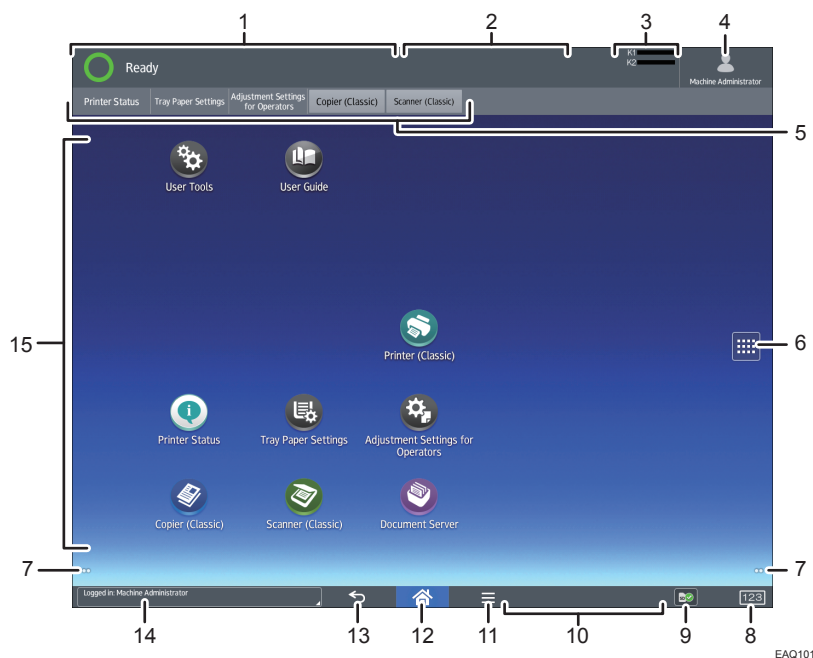 1
2
3
4
Ready
K1
K2
Machine Administrator
Printer Status
Tray Paper Settings
Adjustment Settings
for Operators
Copier (Classic)
Scanner (Classic)
5
User Tools
User Guide
15
6
Printer (Classic)
Printer Status
Tray Paper Settings
Adjustment Settings for
Operators
Copier (Classic)
Scanner (Classic)
Document Server
7
7
Logged in: Machine Administrator
123
14
13
12
11
10
9
8
EAQ101